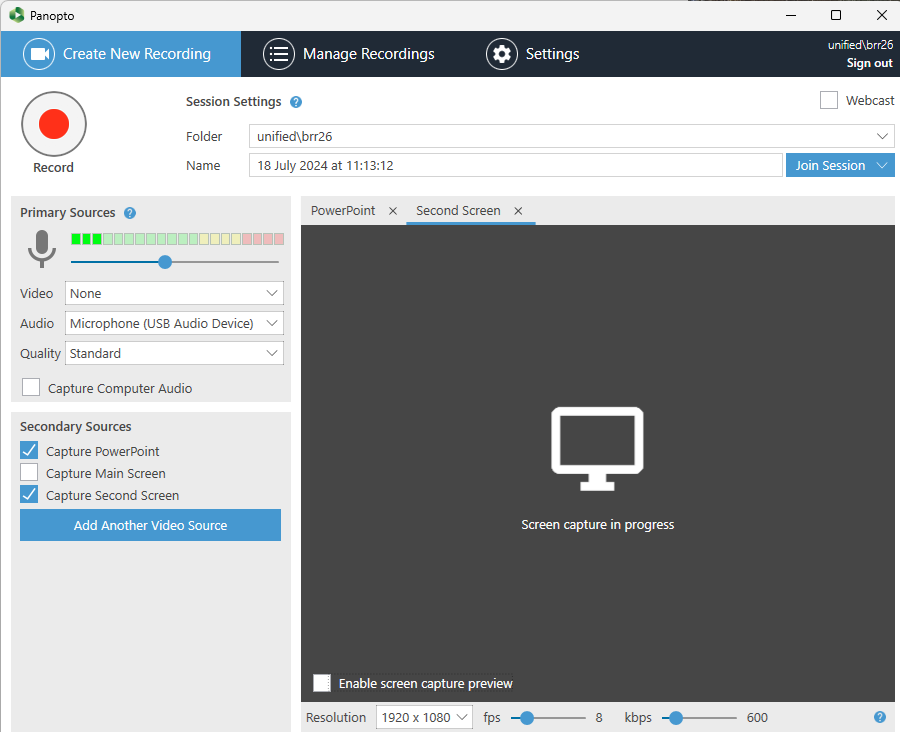 Panopto
Create New Recording
Manage Recordings
Settings
unified\brr26
Sign out
Record
Session Settings ?
Webcast
Folder unified\brr26
Name 18 July 2024 at 11:13:12 Join Session
Primary Sources ?
Video None
Audio Microphone (USB Audio Device)
Quality Standard
Capture Computer Audio
Secondary Sources
Capture PowerPoint
Capture Main Screen
Capture Second Screen
Add Another Video Source
PowerPoint Second Screen
Screen capture in progress
Enable screen capture preview
Resolution 1920 x 1080 fps 8 kbps 600 ?